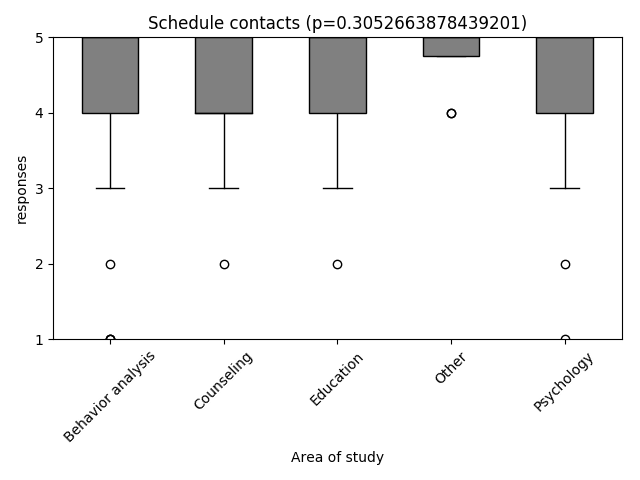 Schedule contacts (p=0.3052663878439201)
5
4
3
2
1
responses
Behavior analysis
Counseling
Education
Other
Psychology
Area of study